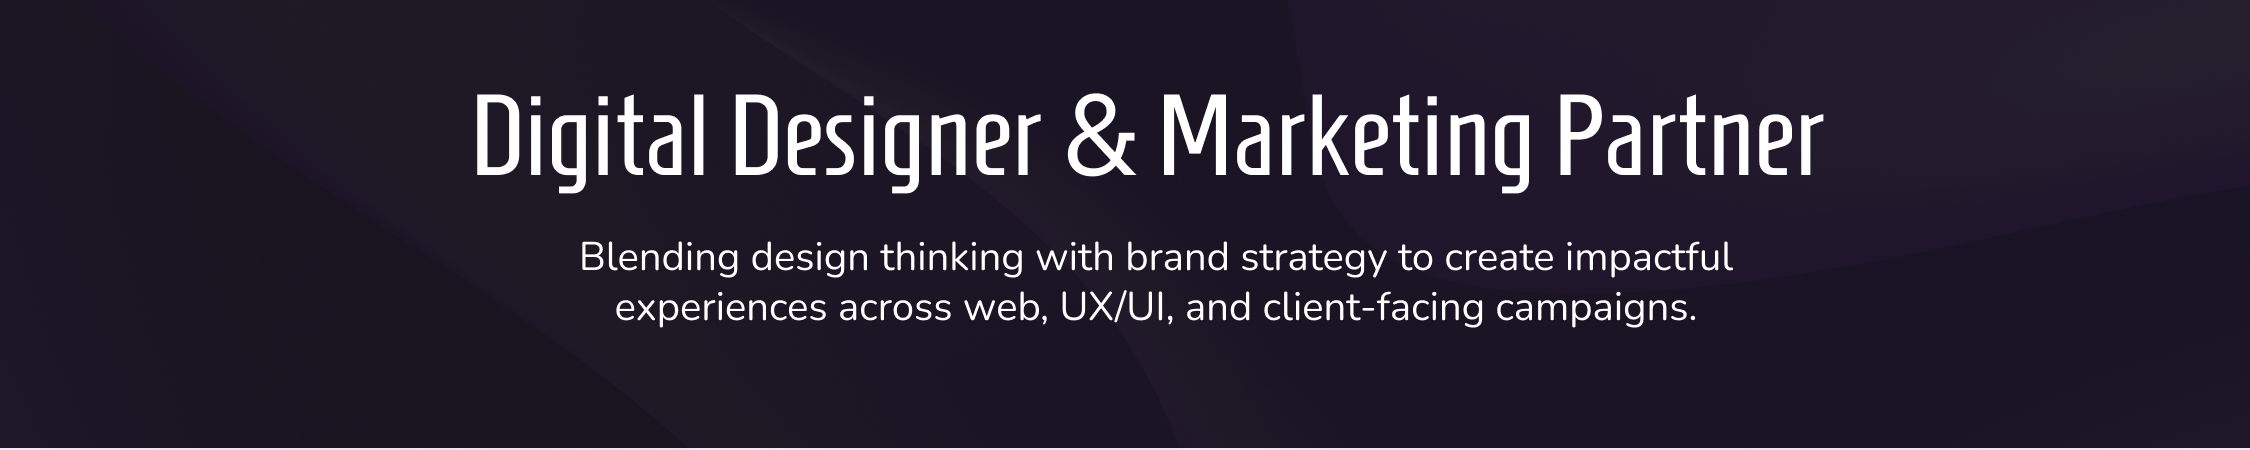 Digital Designer & Marketing Partner
Blending design thinking with brand strategy to create impactful
experiences across web, UX/UI, and client-facing campaigns.